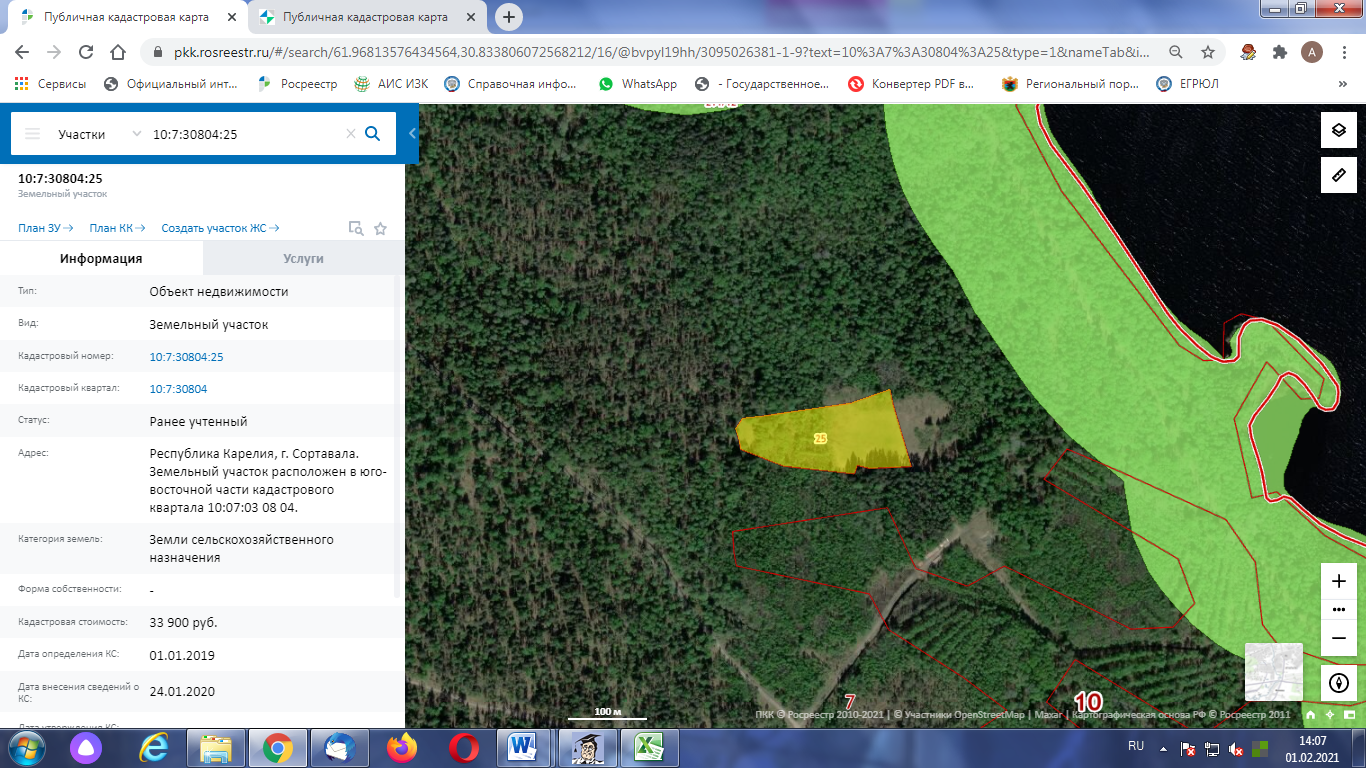 Публичная кадастровая карта
Публичная кадастровая карта
pkk.rosreestr.ru/#/search/61.96813576434564,30.833806072568212/16/@bvpyl19hh/3095026381-1-9?text=10%3A7%3A30804%3A25&type=1&nameTab&i...
A
Сервисы
Официальный инт...
Росреестр
АИС ИЗК
Справочная инфо...
WhatsApp
- Государственное...
Конвертер PDF в...
Региональный пор...
ЕГРЮЛ
»
Участки
10:7:30804:25
10:7:30804:25
Земельный участок
План ЗУ →
План КК →
Создать участок ЖС →
Информация
Услуги
Тип:
Объект недвижимости
Вид:
Земельный участок
Кадастровый номер:
10:7:30804:25
Кадастровый квартал:
10:7:30804
Статус:
Ранее учтенный
Адрес:
Республика Карелия, г. Сортавала.
Земельный участок расположен в юго-
восточной части кадастрового
квартала 10:07:03 08 04.
Категория земель:
Земли сельскохозяйственного
назначения
Форма собственности:
-
Кадастровая стоимость:
33 900 руб.
Дата определения КС:
01.01.2019
Дата внесения сведений о
КС:
24.01.2020
Дата утверждения КС:
25
7
10
100 м
ПКК © Росреестр 2010-2021 | © Участники OpenStreetMap | Maxar | Картографическая основа РФ © Росреестр 2011
RU
14:07
01.02.2021